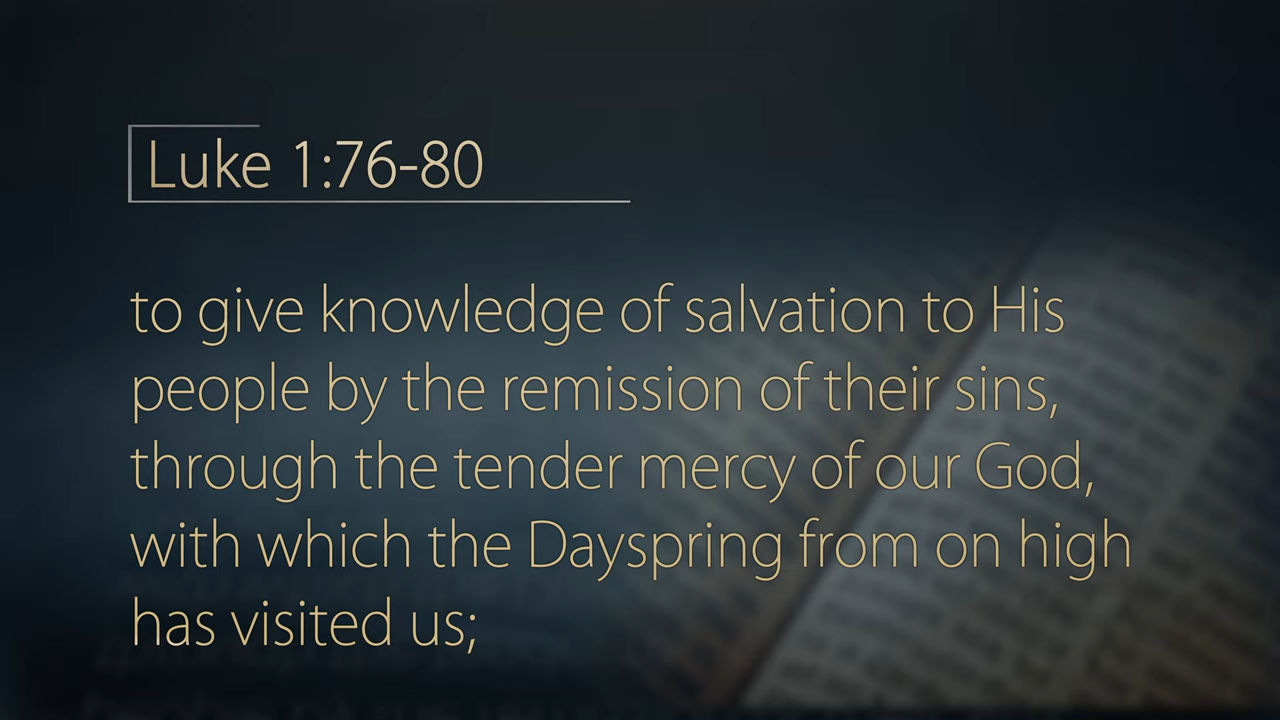 Luke 1:76-80
to give knowledge of salvation to His
people by the remission of their sins,
through the tender mercy of our God,
with which the Dayspring from on high
has visited us;